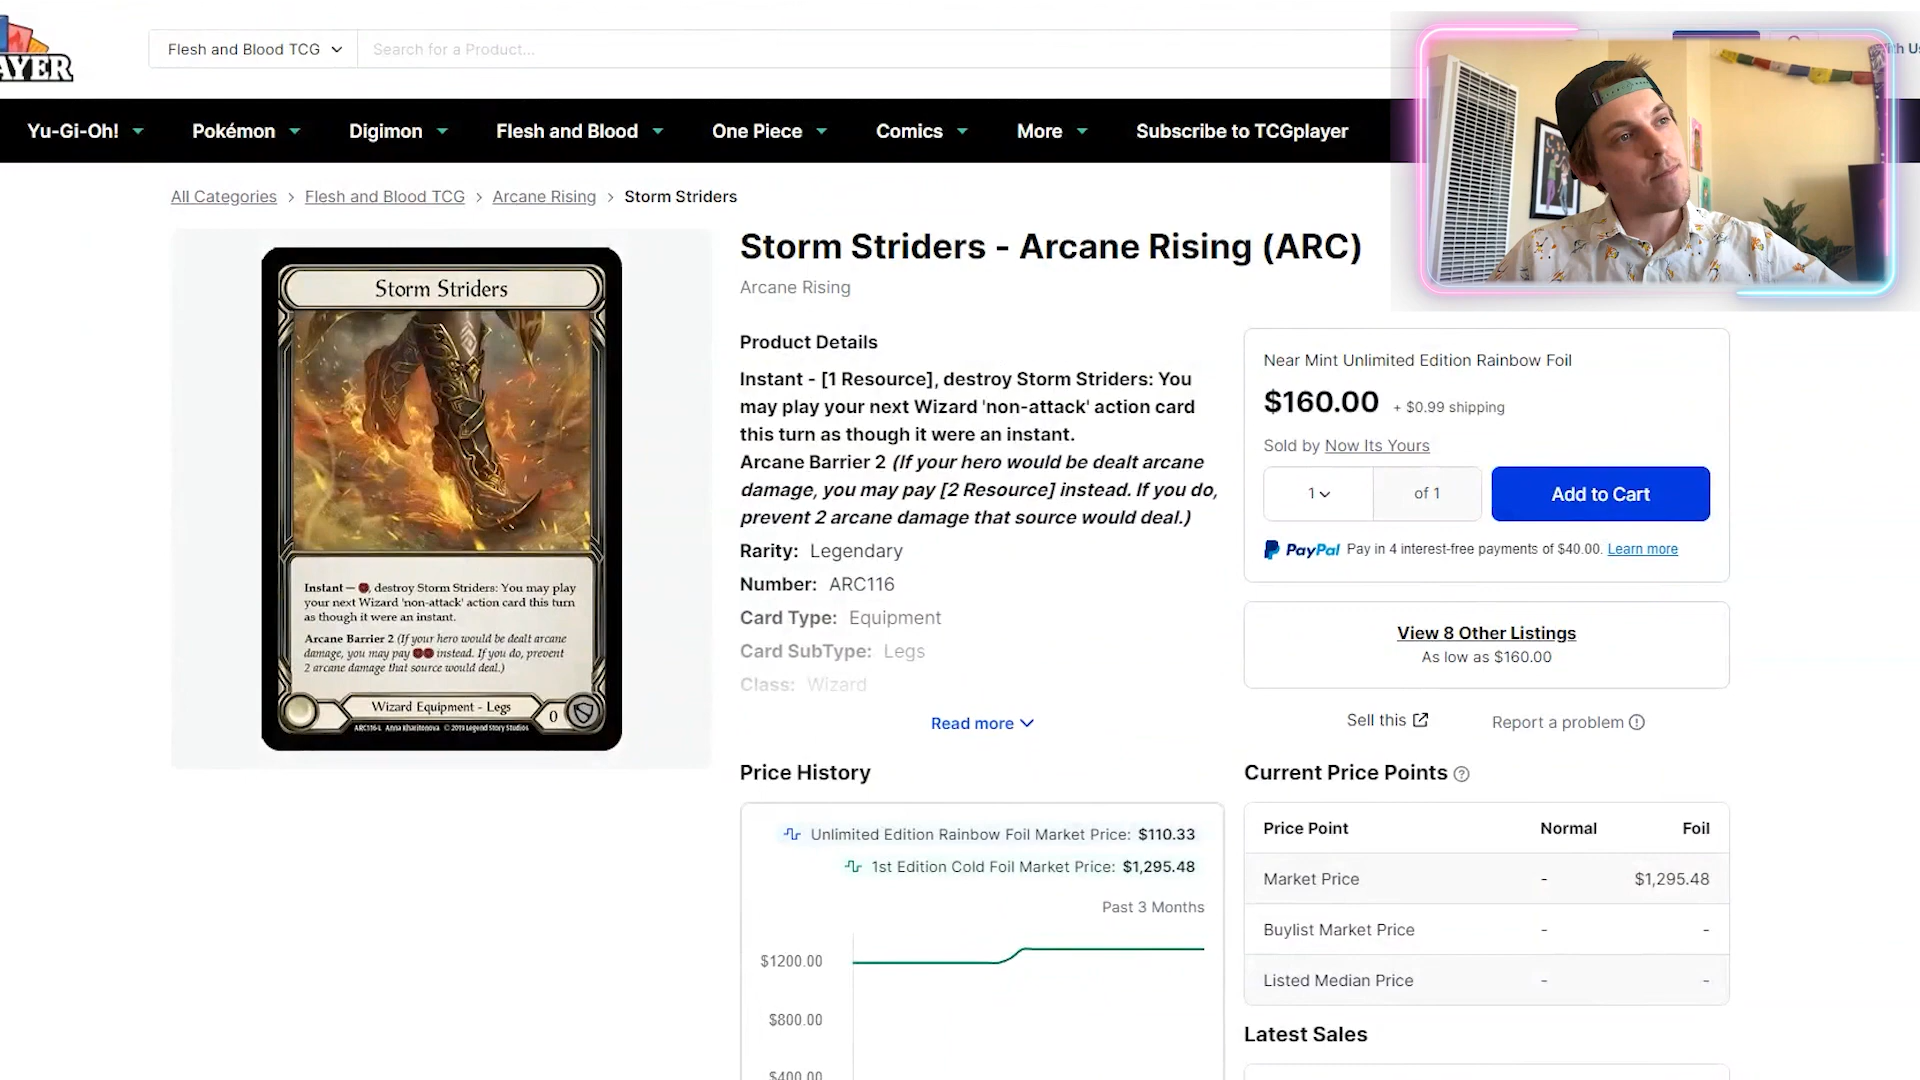 AYER
Flesh and Blood TCG
Search for a Product...
Yu-Gi-Oh!
Pokémon
Digimon
Flesh and Blood
One Piece
Comics
More
Subscribe to TCGplayer
All Categories > Flesh and Blood TCG > Arcane Rising > Storm Striders
Storm Striders
Instant — , destroy Storm Striders: You may play
your next Wizard 'non-attack' action card this turn
as though it were an instant.
Arcane Barrier 2 (If your hero would be dealt arcane
damage, you may pay instead. If you do, prevent
2 arcane damage that source would deal.)
Wizard Equipment - Legs
0
ARC116-L Anna Kharitonova © 2019 Legend Story Studios
Storm Striders - Arcane Rising (ARC)
Arcane Rising
Product Details
Instant - [1 Resource], destroy Storm Striders: You
may play your next Wizard 'non-attack' action card
this turn as though it were an instant.
Arcane Barrier 2 (If your hero would be dealt arcane
damage, you may pay [2 Resource] instead. If you do,
prevent 2 arcane damage that source would deal.)
Rarity: Legendary
Number: ARC116
Card Type: Equipment
Card SubType: Legs
Class: Wizard
Read more
Near Mint Unlimited Edition Rainbow Foil
$160.00 + $0.99 shipping
Sold by Now Its Yours
1
of 1
Add to Cart
PayPal Pay in 4 interest-free payments of $40.00. Learn more
View 8 Other Listings
As low as $160.00
Sell this
Report a problem
Price History
Unlimited Edition Rainbow Foil Market Price: $110.33
1st Edition Cold Foil Market Price: $1,295.48
Past 3 Months
$1200.00
$800.00
$400.00
Current Price Points
Price Point Normal Foil
Market Price - $1,295.48
Buylist Market Price - -
Listed Median Price - -
Latest Sales